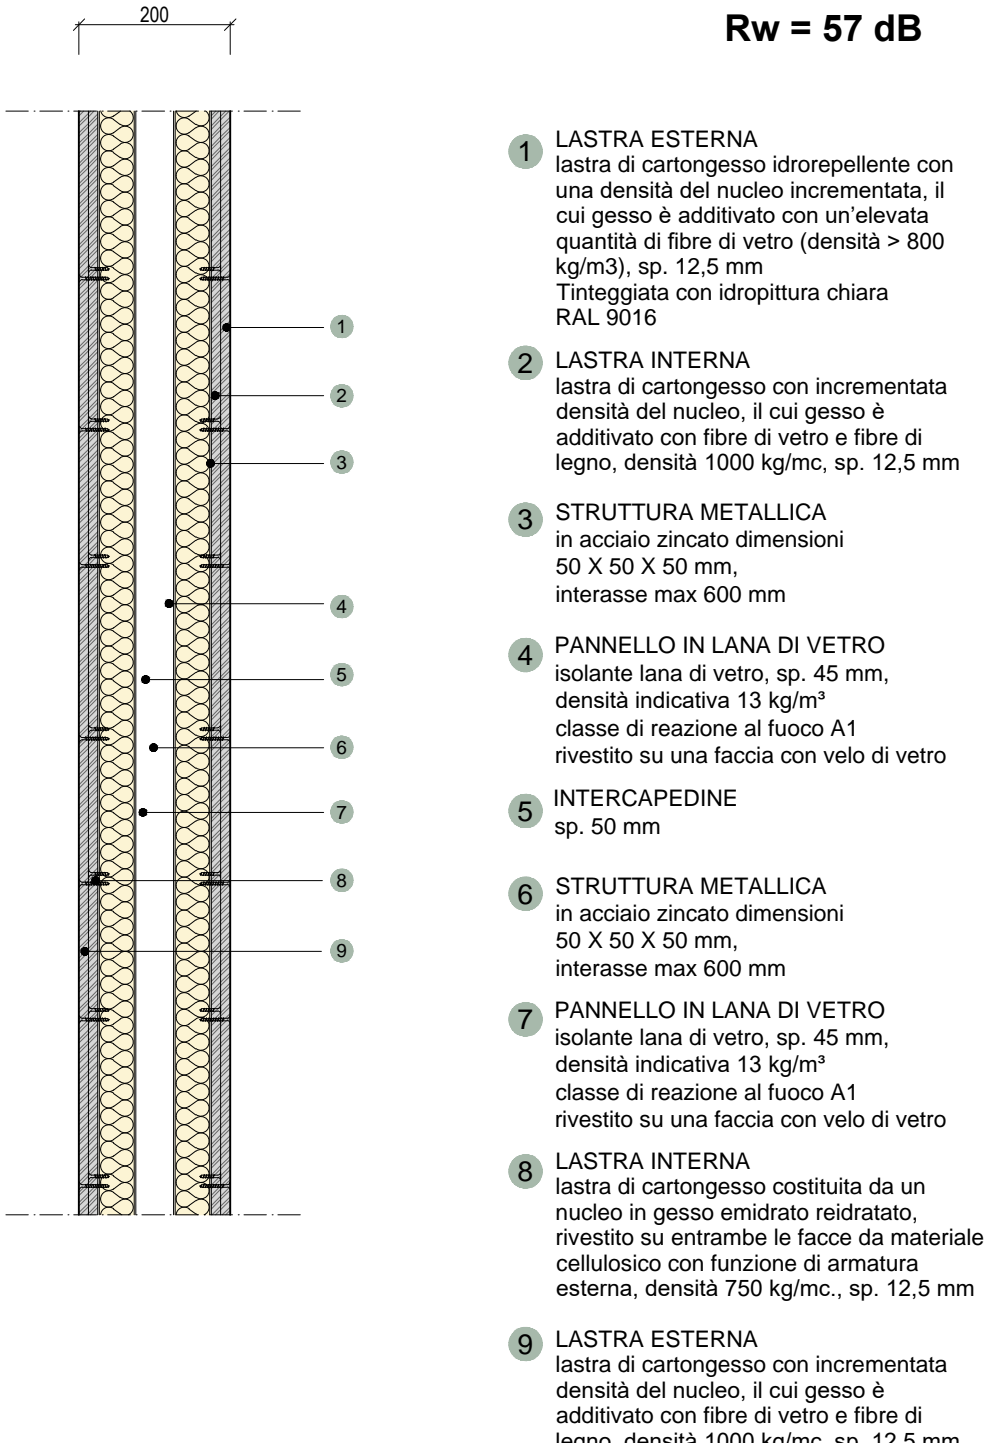 200
Rw = 57 dB
1
2
3
4
5
6
7
8
9
1
LASTRA ESTERNA
lastra di cartongesso idrorepellente con
una densità del nucleo incrementata, il
cui gesso è additivato con un’elevata
quantità di fibre di vetro (densità > 800
kg/m3), sp. 12,5 mm
Tinteggiata con idropittura chiara
RAL 9016
2
LASTRA INTERNA
lastra di cartongesso con incrementata
densità del nucleo, il cui gesso è
additivato con fibre di vetro e fibre di
legno, densità 1000 kg/mc, sp. 12,5 mm
3
STRUTTURA METALLICA
in acciaio zincato dimensioni
50 X 50 X 50 mm,
interasse max 600 mm
4
PANNELLO IN LANA DI VETRO
isolante lana di vetro, sp. 45 mm,
densità indicativa 13 kg/m³
classe di reazione al fuoco A1
rivestito su una faccia con velo di vetro
5
INTERCAPEDINE
sp. 50 mm
6
STRUTTURA METALLICA
in acciaio zincato dimensioni
50 X 50 X 50 mm,
interasse max 600 mm
7
PANNELLO IN LANA DI VETRO
isolante lana di vetro, sp. 45 mm,
densità indicativa 13 kg/m³
classe di reazione al fuoco A1
rivestito su una faccia con velo di vetro
8
LASTRA INTERNA
lastra di cartongesso costituita da un
nucleo in gesso emidrato reidratato,
rivestito su entrambe le facce da materiale
cellulosico con funzione di armatura
esterna, densità 750 kg/mc., sp. 12,5 mm
9
LASTRA ESTERNA
lastra di cartongesso con incrementata
densità del nucleo, il cui gesso è
additivato con fibre di vetro e fibre di
legno, densità 1000 kg/mc, sp. 12,5 mm